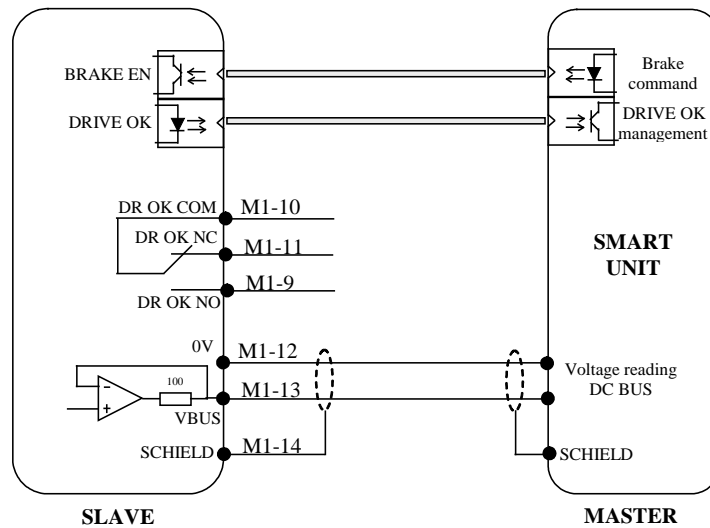 BRAKE EN
Brake
command
DRIVE OK
DRIVE OK
management
DR OK COM
M1-10
DR OK NC
M1-11
SMART
UNIT
M1-9
DR OK NO
0V
M1-12
Voltage reading
DC BUS
100
-
+
M1-13
VBUS
SCHIELD
M1-14
SCHIELD
SLAVE
MASTER